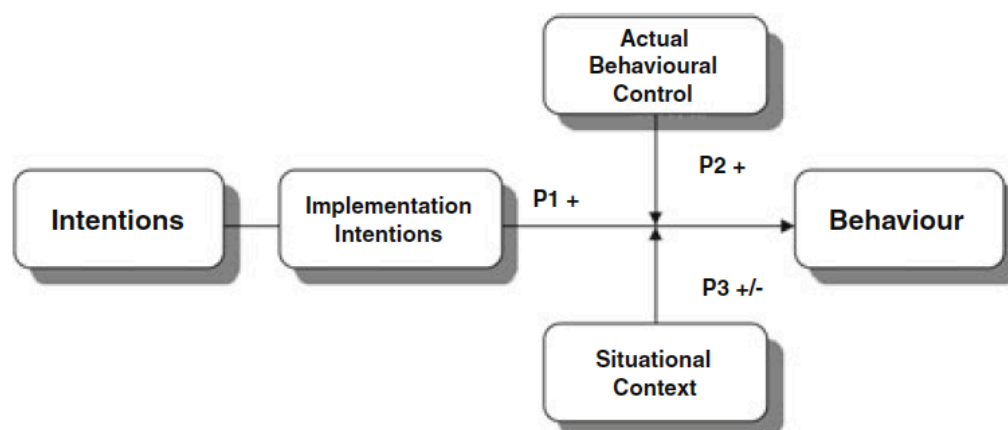 Actual
Behavioural
Control
P2 +
Intentions
Implementation
Intentions
P1 +
Behaviour
P3 +/-
Situational
Context